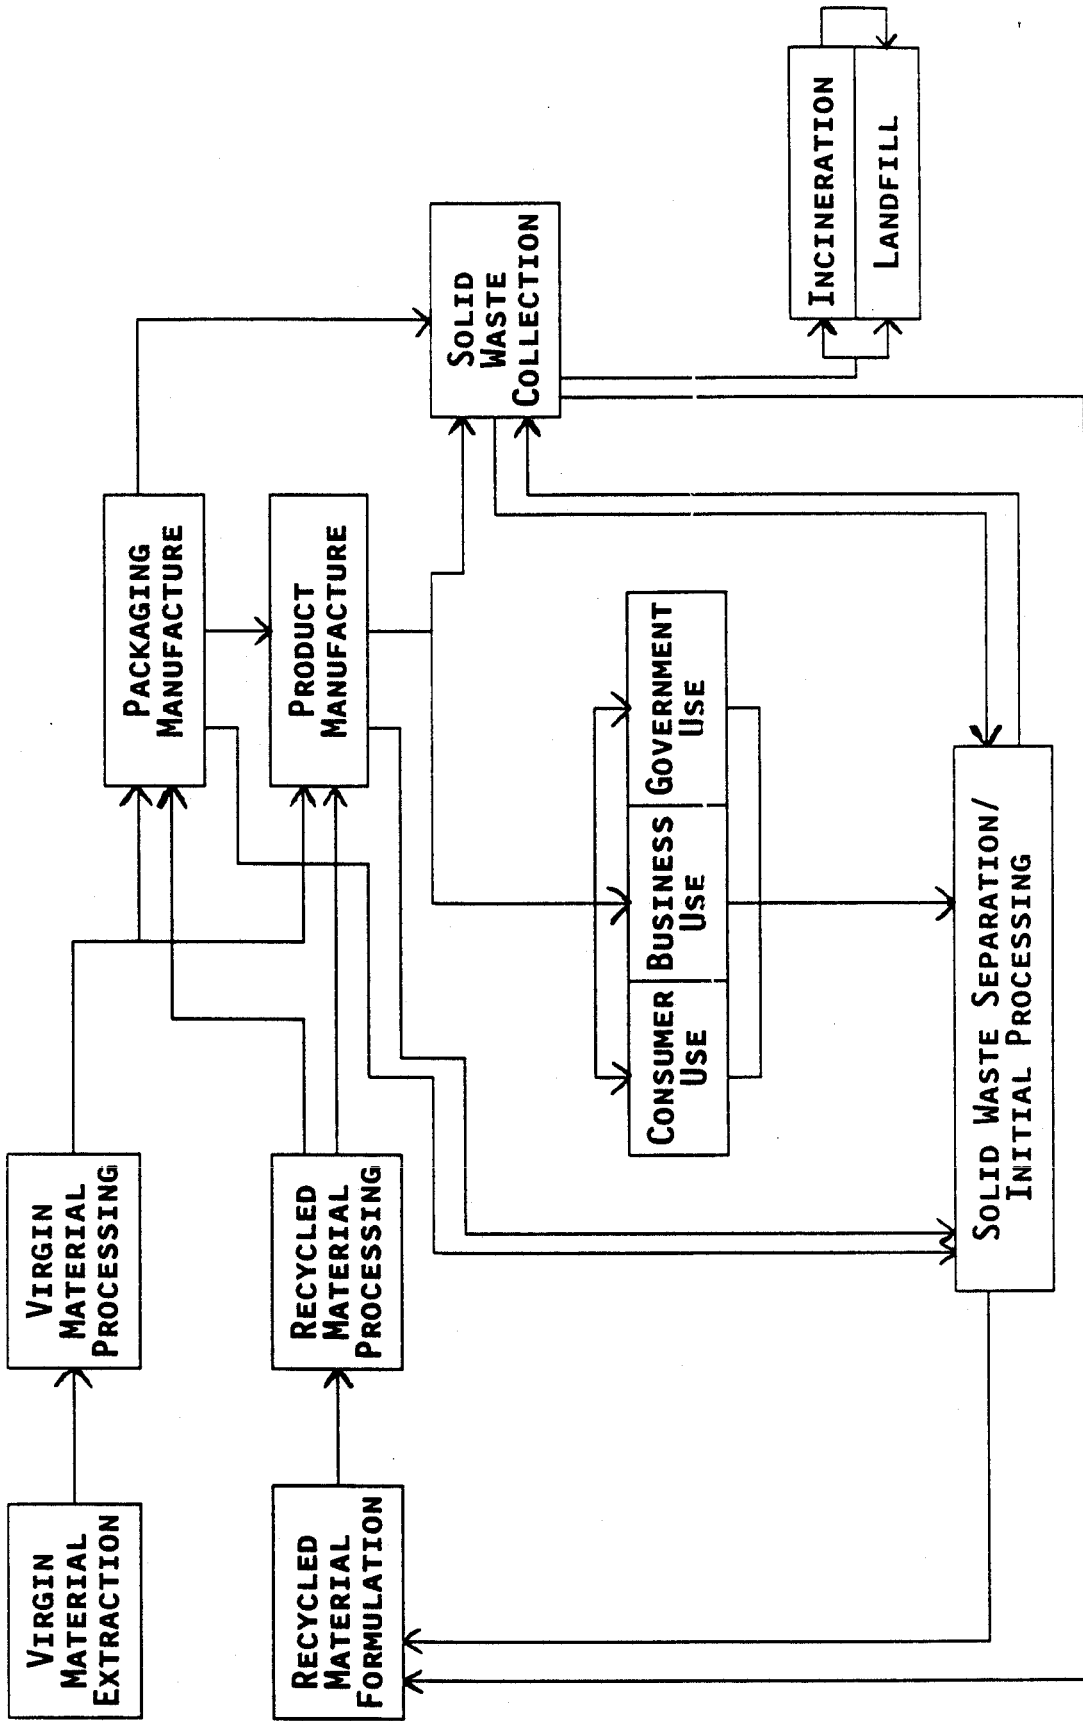 VIRGIN
MATERIAL
EXTRACTION
VIRGIN
MATERIAL
PROCESSING
PACKAGING
MANUFACTURE
RECYCLED
MATERIAL
FORMULATION
RECYCLED
MATERIAL
PROCESSING
PRODUCT
MANUFACTURE
SOLID
WASTE
COLLECTION
CONSUMER
USE
BUSINESS
USE
GOVERNMENT
USE
INCINERATION
LANDFILL
SOLID WASTE SEPARATION/
INITIAL PROCESSING